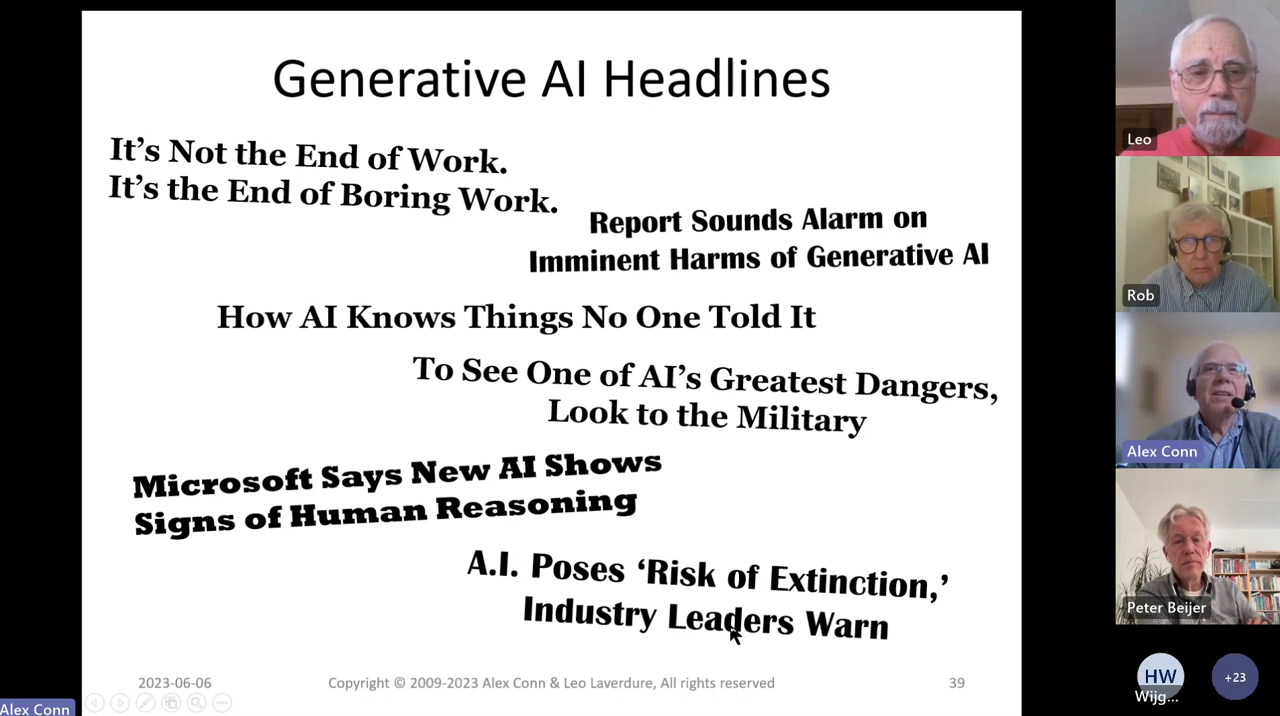 Generative AI Headlines
It’s Not the End of Work.
It’s the End of Boring Work.
Report Sounds Alarm on
Imminent Harms of Generative AI
How AI Knows Things No One Told It
To See One of AI’s Greatest Dangers,
Look to the Military
Microsoft Says New AI Shows
Signs of Human Reasoning
A.I. Poses ‘Risk of Extinction,’
Industry Leaders Warn
2023-06-06
Copyright © 2009-2023 Alex Conn & Leo Laverdure, All rights reserved
39
Alex Conn
Leo
Rob
Alex Conn
Peter Beijer
HW
Wijg...
+23